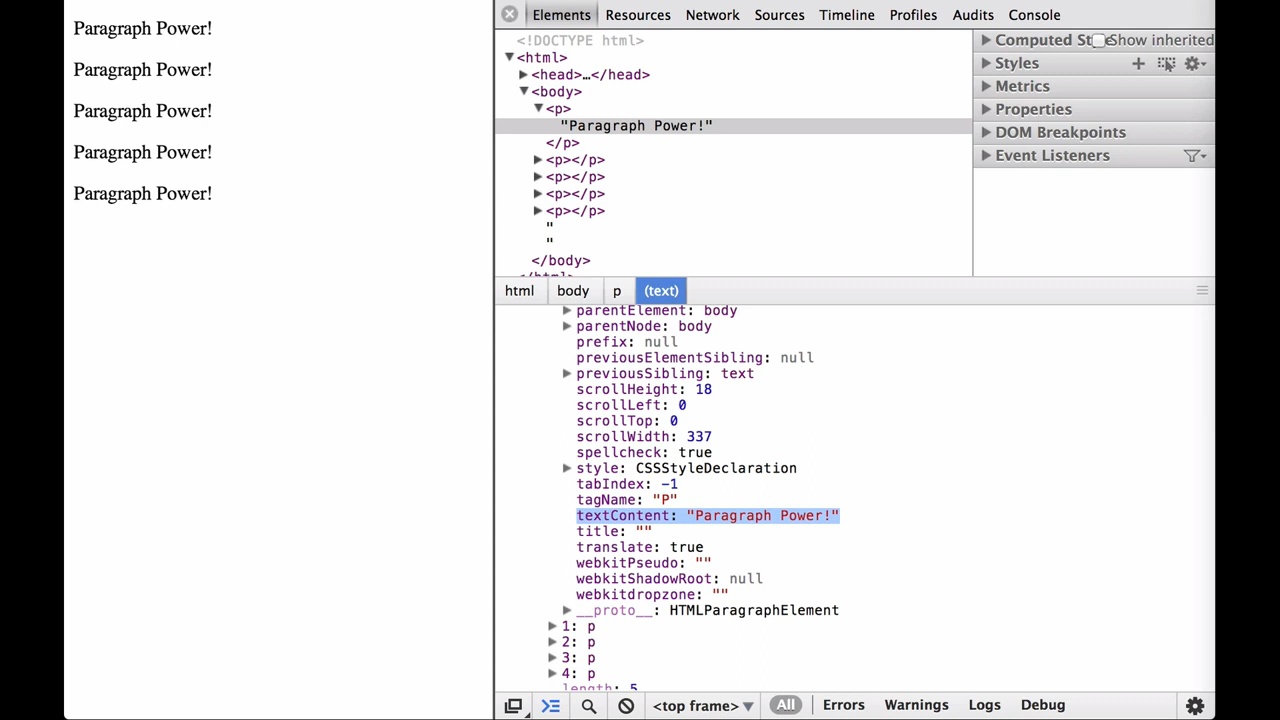 Paragraph Power!
Paragraph Power!
Paragraph Power!
Paragraph Power!
Paragraph Power!
Elements Resources Network Sources Timeline Profiles Audits Console
<!DOCTYPE html>
<html>
<head>…</head>
<body>
<p>
"Paragraph Power!"
</p>
<p></p>
<p></p>
<p></p>
<p></p>
"
"
</body>
</html>
Show inherited
Styles
Metrics
Properties
DOM Breakpoints
Event Listeners
html body p (text)
parentElement: body
parentNode: body
prefix: null
previousElementSibling: null
previousSibling: text
scrollHeight: 18
scrollLeft: 0
scrollTop: 0
scrollWidth: 337
spellcheck: true
style: CSSStyleDeclaration
tabIndex: -1
tagName: "P"
textContent: "Paragraph Power!"
title: ""
translate: true
webkitPseudo: ""
webkitShadowRoot: null
webkitdropzone: ""
__proto__: HTMLParagraphElement
1: p
2: p
3: p
4: p
length: 5
<top frame> All Errors Warnings Logs Debug